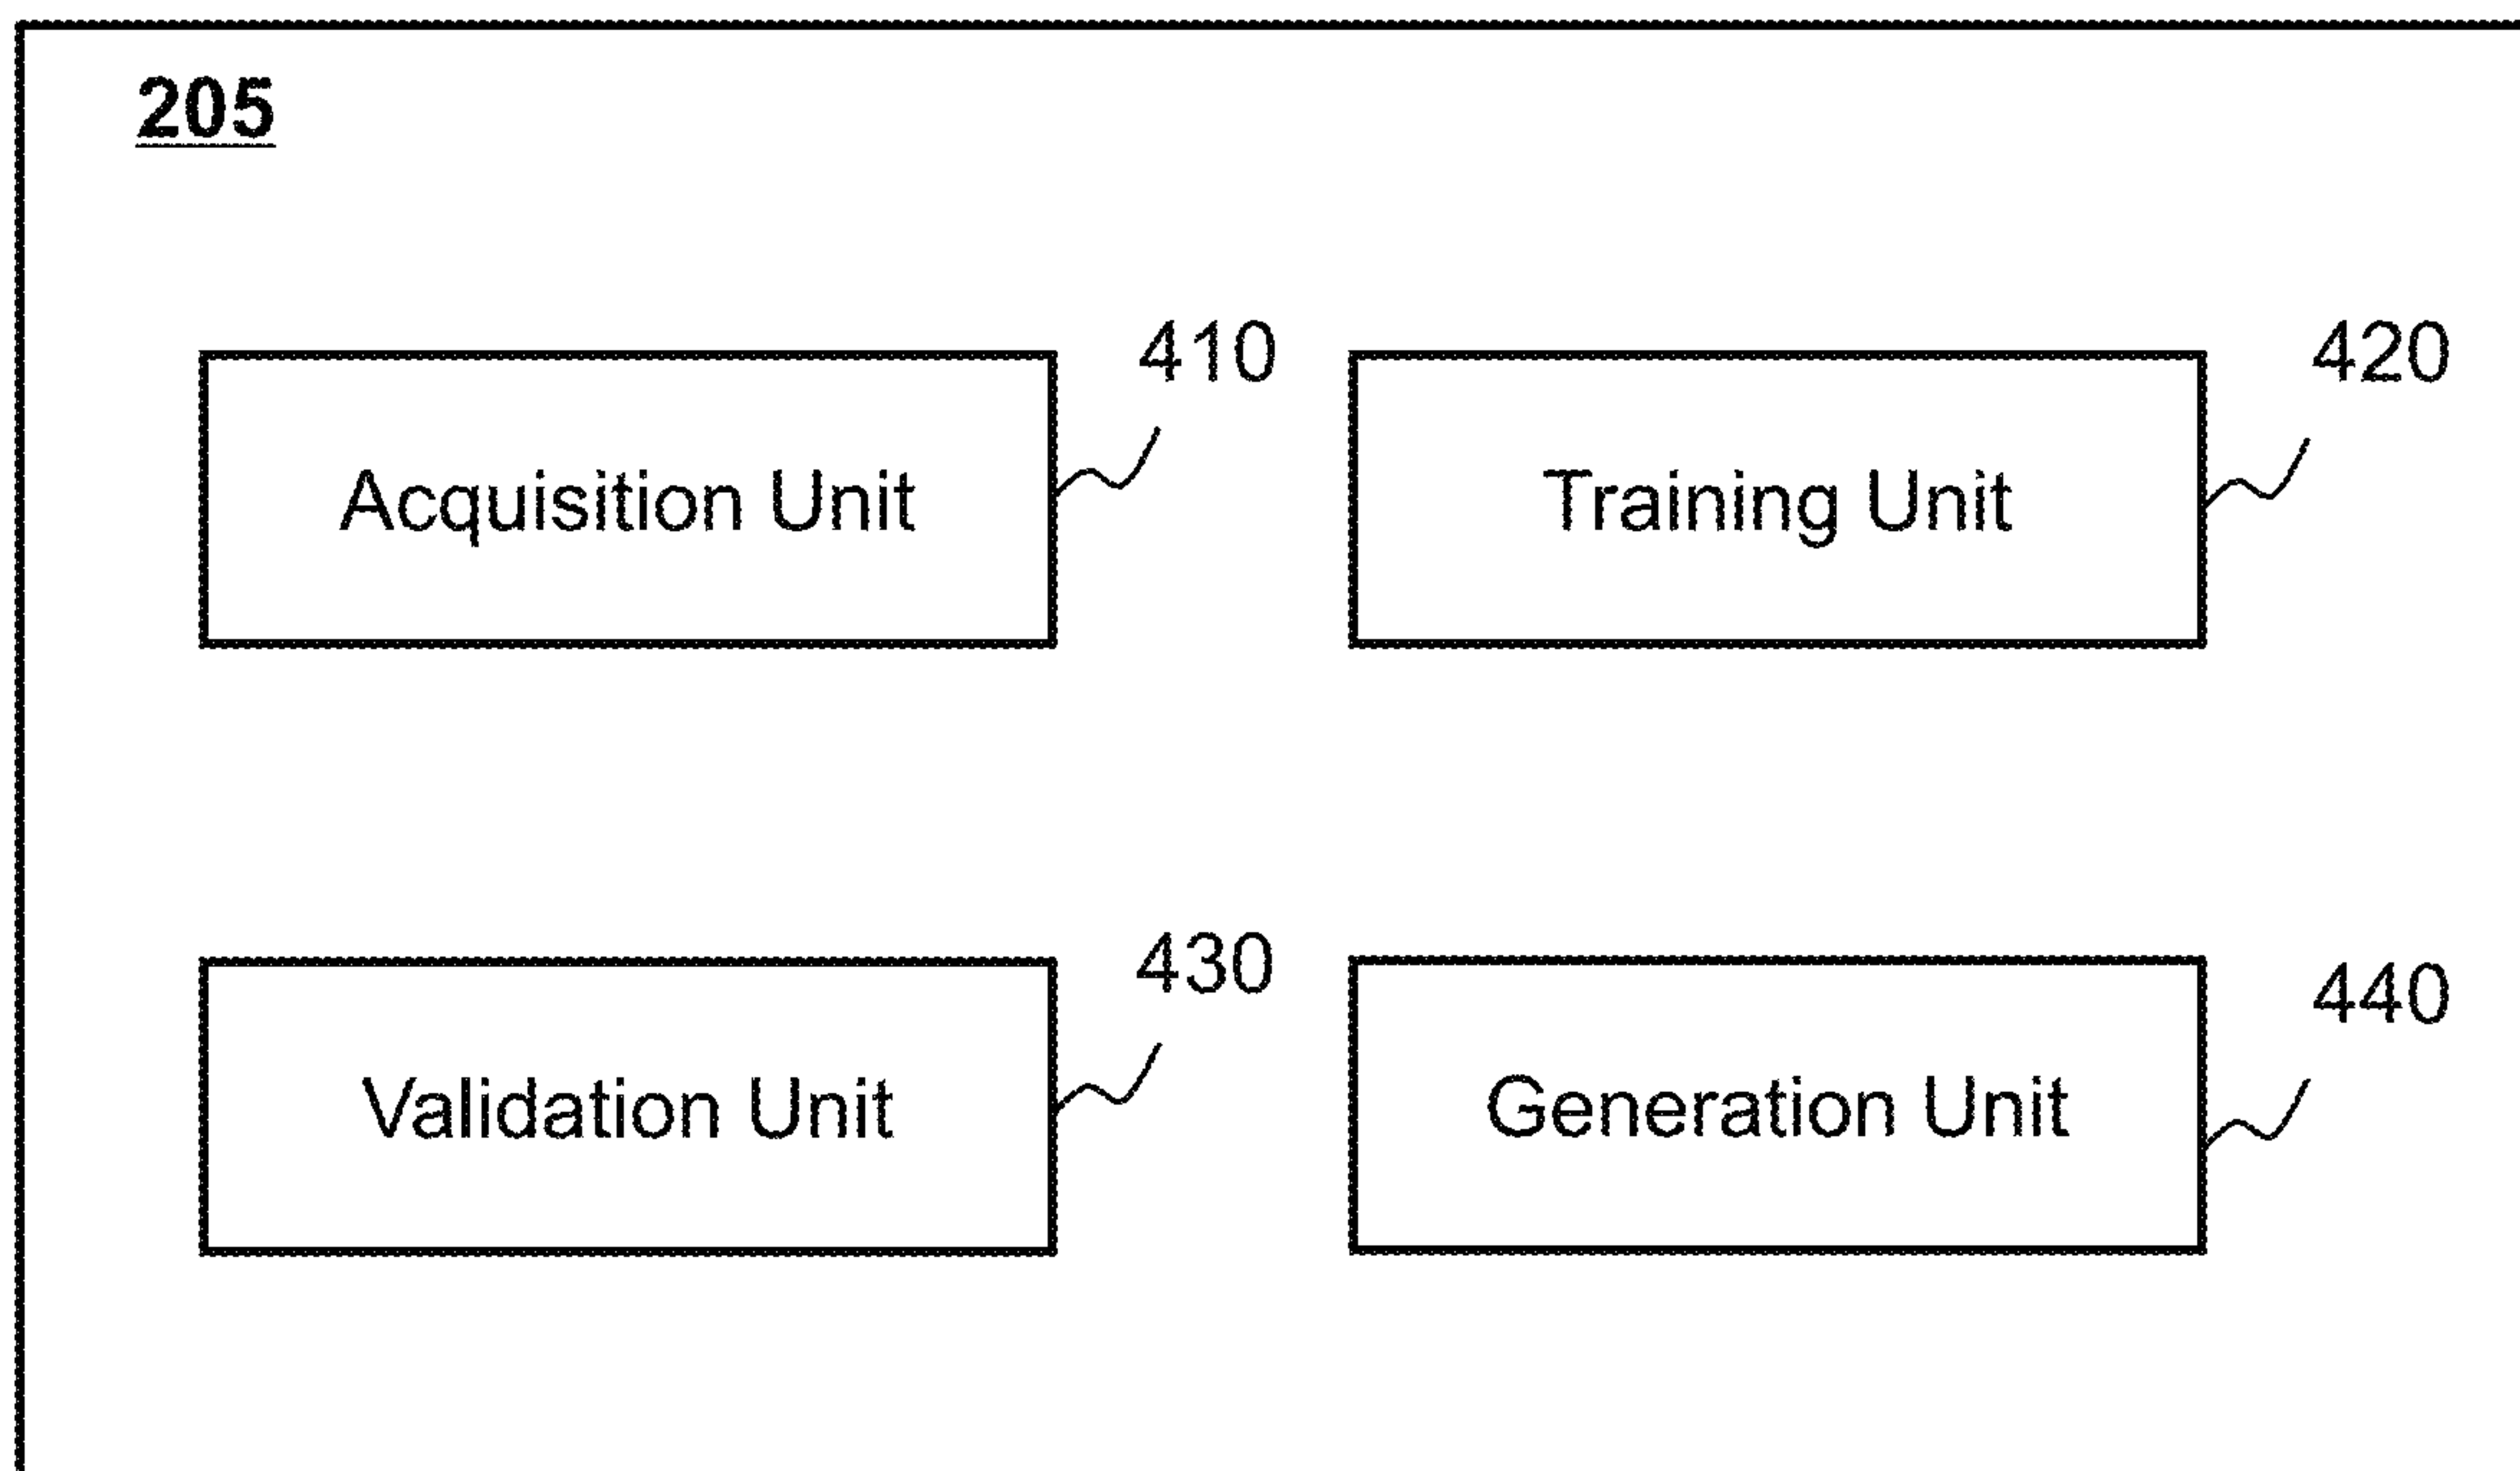 205
410
420
Acquisition Unit
Training Unit
430
440
Validation Unit
Generation Unit